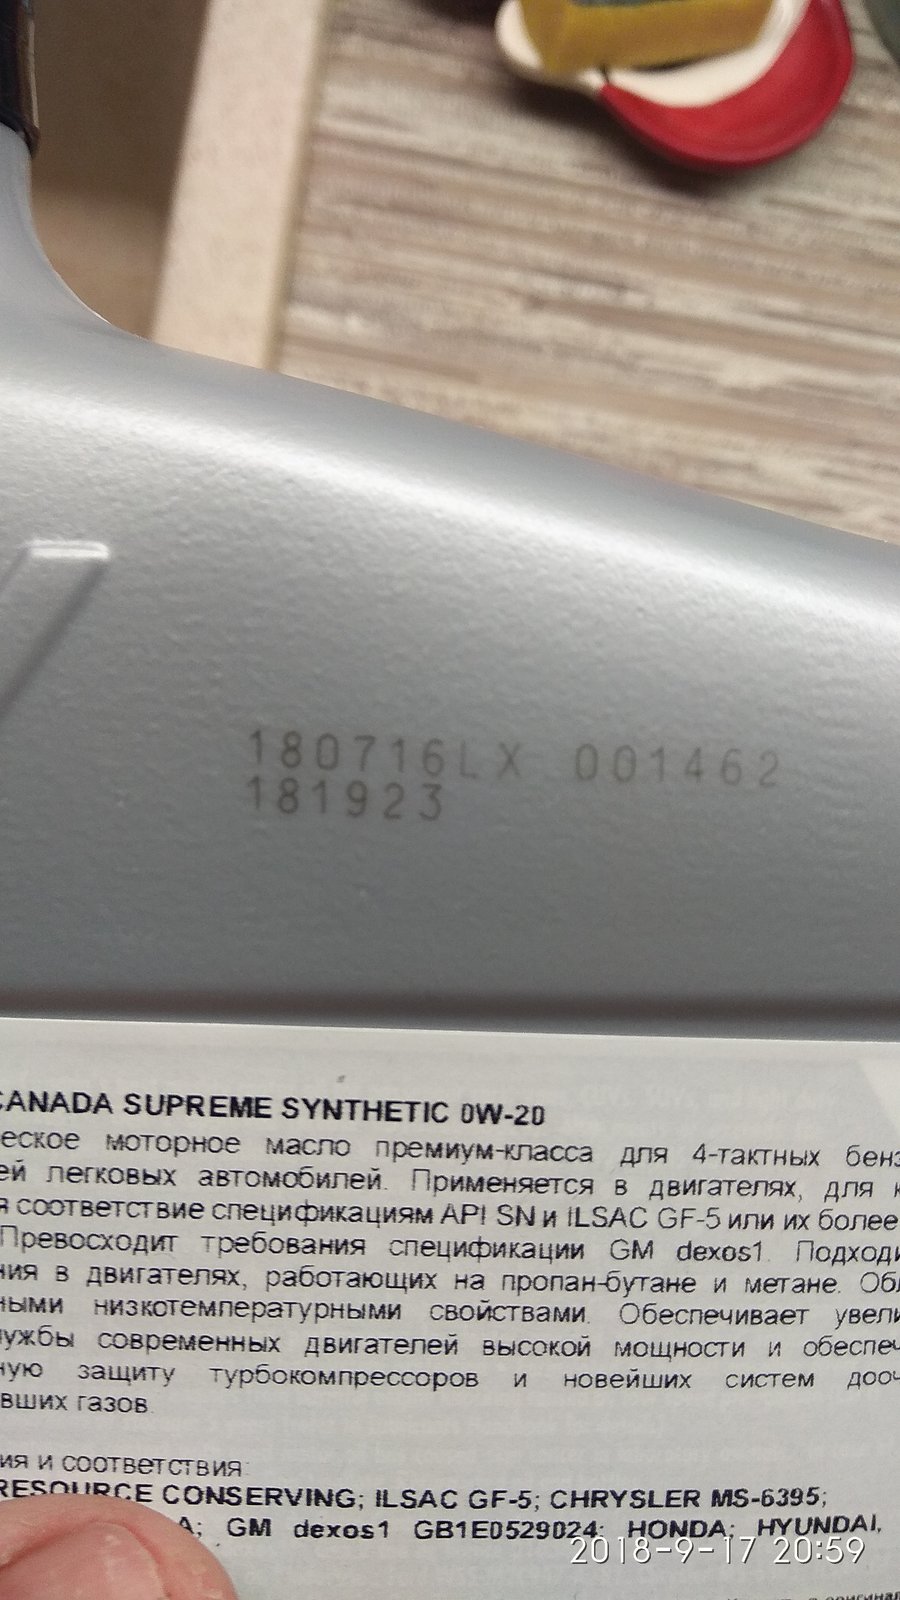 180716LX 001462
181923
CANADA SUPREME SYNTHETIC 0W-20
еское моторное масло премиум-класса для 4-тактных бенз
ей легковых автомобилей. Применяется в двигателях, для к
я соответствие спецификациям API SN и ILSAC GF-5 или их более
Превосходит требования спецификации GM dexos1. Подходи
ния в двигателях, работающих на пропан-бутане и метане. Обл
ными низкотемпературными свойствами. Обеспечивает увели
ужбы современных двигателей высокой мощности и обеспеч
ную защиту турбокомпрессоров и новейших систем дооч
вших газов.
ия и соответствия:
RESOURCE CONSERVING; ILSAC GF-5; CHRYSLER MS-6395;
A; GM dexos1 GB1E0529024; HONDA; HYUNDAI,
2018-9-17 20:59